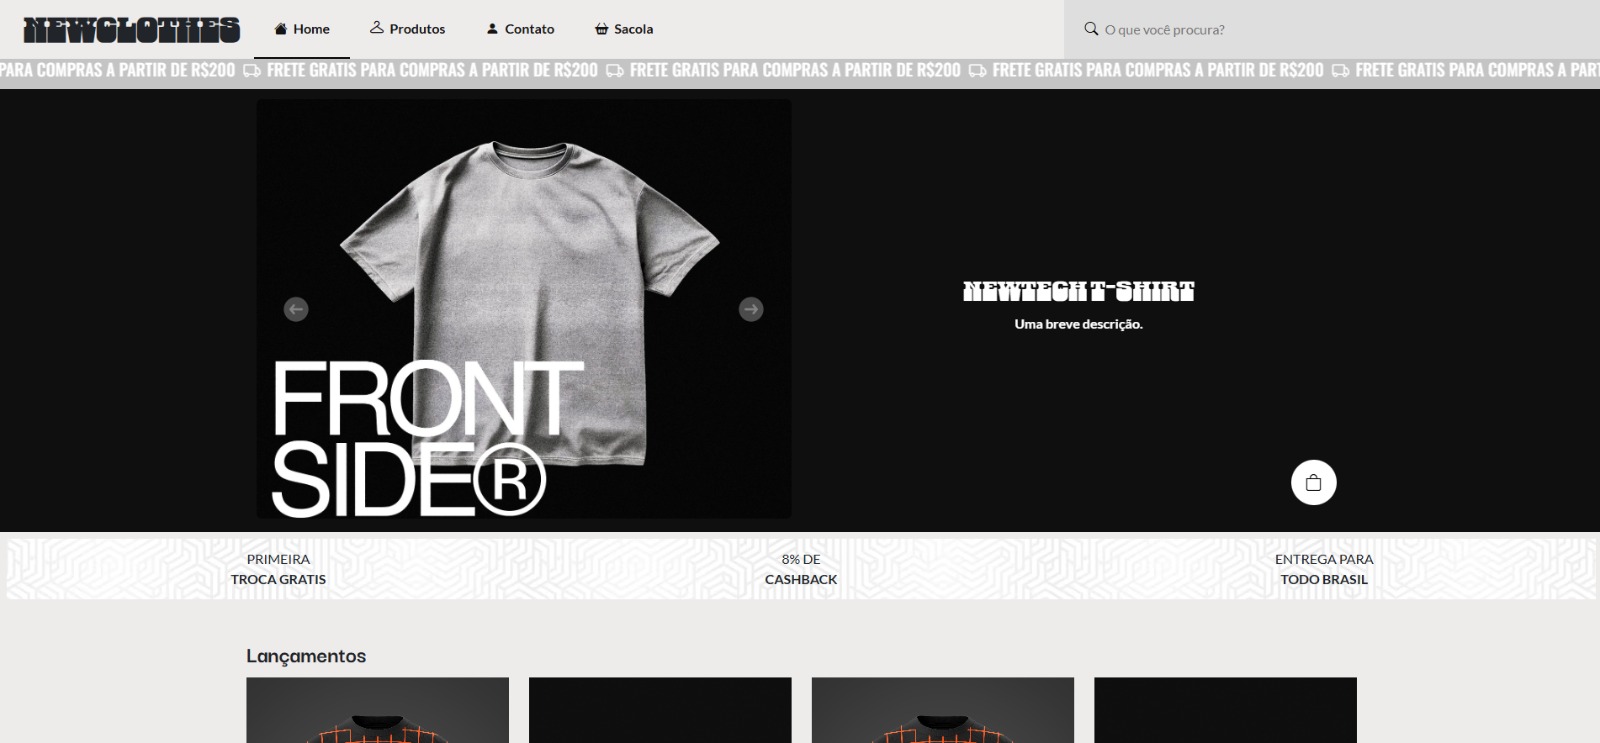 NEWCLOTHES
Home
Produtos
Contato
Sacola
O que você procura?
PARA COMPRAS A PARTIR DE R$200 FRETE GRATIS PARA COMPRAS A PARTIR DE R$200 FRETE GRATIS PARA COMPRAS A PARTIR DE R$200 FRETE GRATIS PARA COMPRAS A PARTIR DE R$200 FRETE GRATIS PARA COMPRAS A PART
FRONT
SIDE®
NEWTECH T-SHIRT
Uma breve descrição.
PRIMEIRA
TROCA GRATIS
8% DE
CASHBACK
ENTREGA PARA
TODO BRASIL
Lançamentos